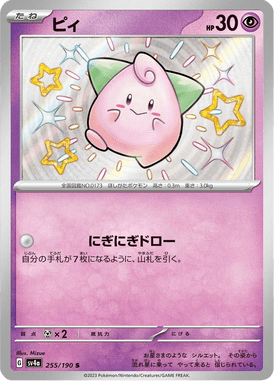 たね ピィ HP30
全国図鑑NO.0173 ほしがたポケモン 高さ:0.3m 重さ:3.0kg
にぎにぎドロー
自分の手札が7枚になるように、山札を引く。
弱点 ×2 抵抗力 にげる
Illus. Mizue
G sv4a 255/190 S
お星さまのような シルエット。 その
流れ星に 乗って やって来ると 信じられている。
©2023 Pokémon/Nintendo/Creatures/GAME FREAK.